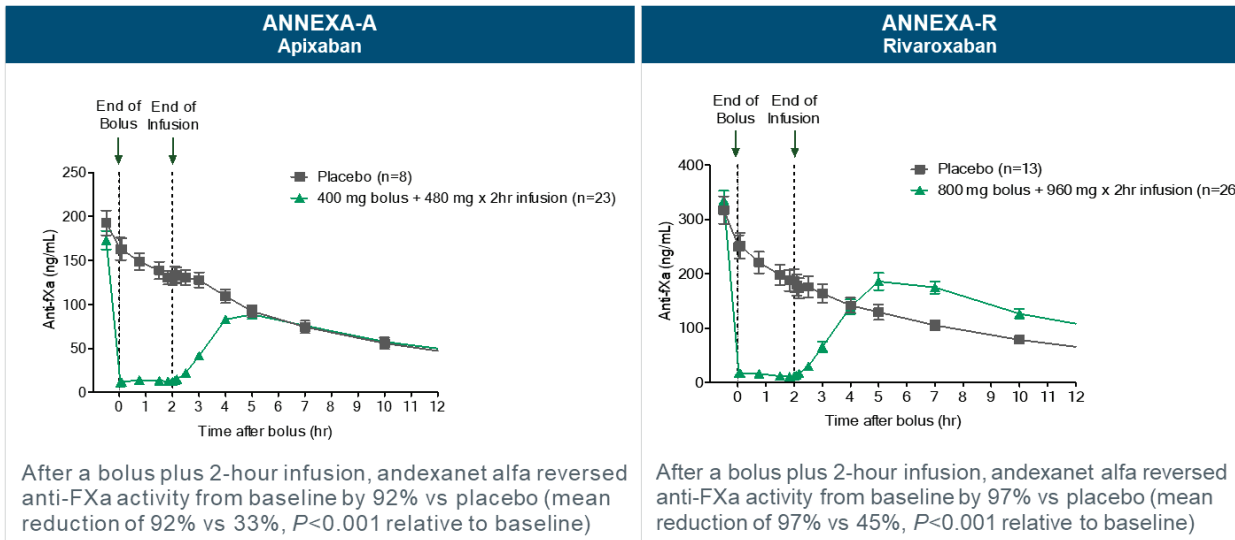 ANNEXA-A
Apixaban
End of
Bolus
End of
Infusion
Placebo (n=8)
400 mg bolus + 480 mg x 2hr infusion (n=23)
Anti-fXa (ng/mL)
250
200
150
100
50
0
0 1 2 3 4 5 6 7 8 9 10 11 12
Time after bolus (hr)
After a bolus plus 2-hour infusion, andexanet alfa reversed
anti-FXa activity from baseline by 92% vs placebo (mean
reduction of 92% vs 33%, P<0.001 relative to baseline)
ANNEXA-R
Rivaroxaban
End of
Bolus
End of
Infusion
Placebo (n=13)
800 mg bolus + 960 mg x 2hr infusion (n=26
Anti-fXa (ng/mL)
400
300
200
100
0
0 1 2 3 4 5 6 7 8 9 10 11 12
Time after bolus (hr)
After a bolus plus 2-hour infusion, andexanet alfa reversed
anti-FXa activity from baseline by 97% vs placebo (mean
reduction of 97% vs 45%, P<0.001 relative to baseline)